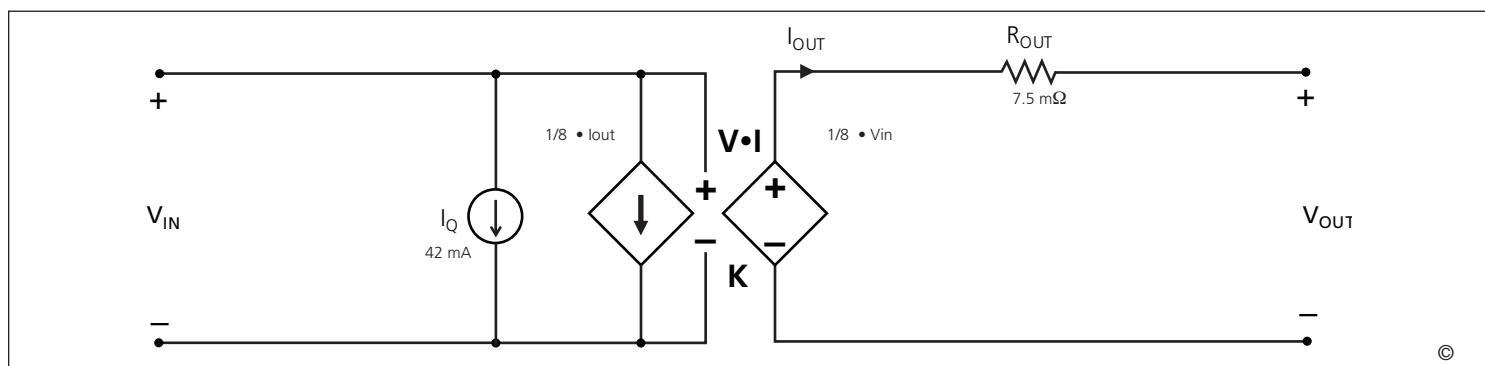 I_OUT
R_OUT
7.5 mΩ
+
+
1/8 • Iout
V•I
1/8 • Vin
+
+
V_IN
I_Q
42 mA
−
−
K
V_OUT
−
−
©